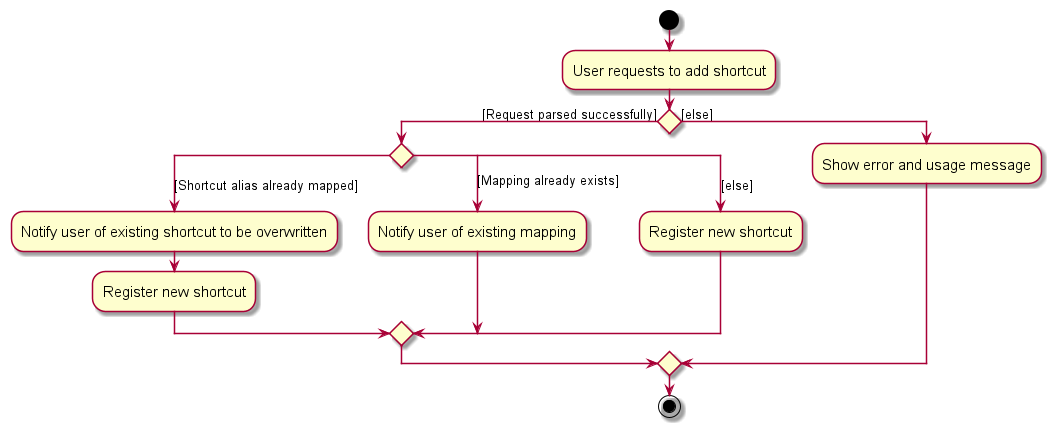 User requests to add shortcut
[Request parsed successfully]
[else]
Show error and usage message
[Shortcut alias already mapped]
[Mapping already exists]
[else]
Notify user of existing shortcut to be overwritten
Notify user of existing mapping
Register new shortcut
Register new shortcut